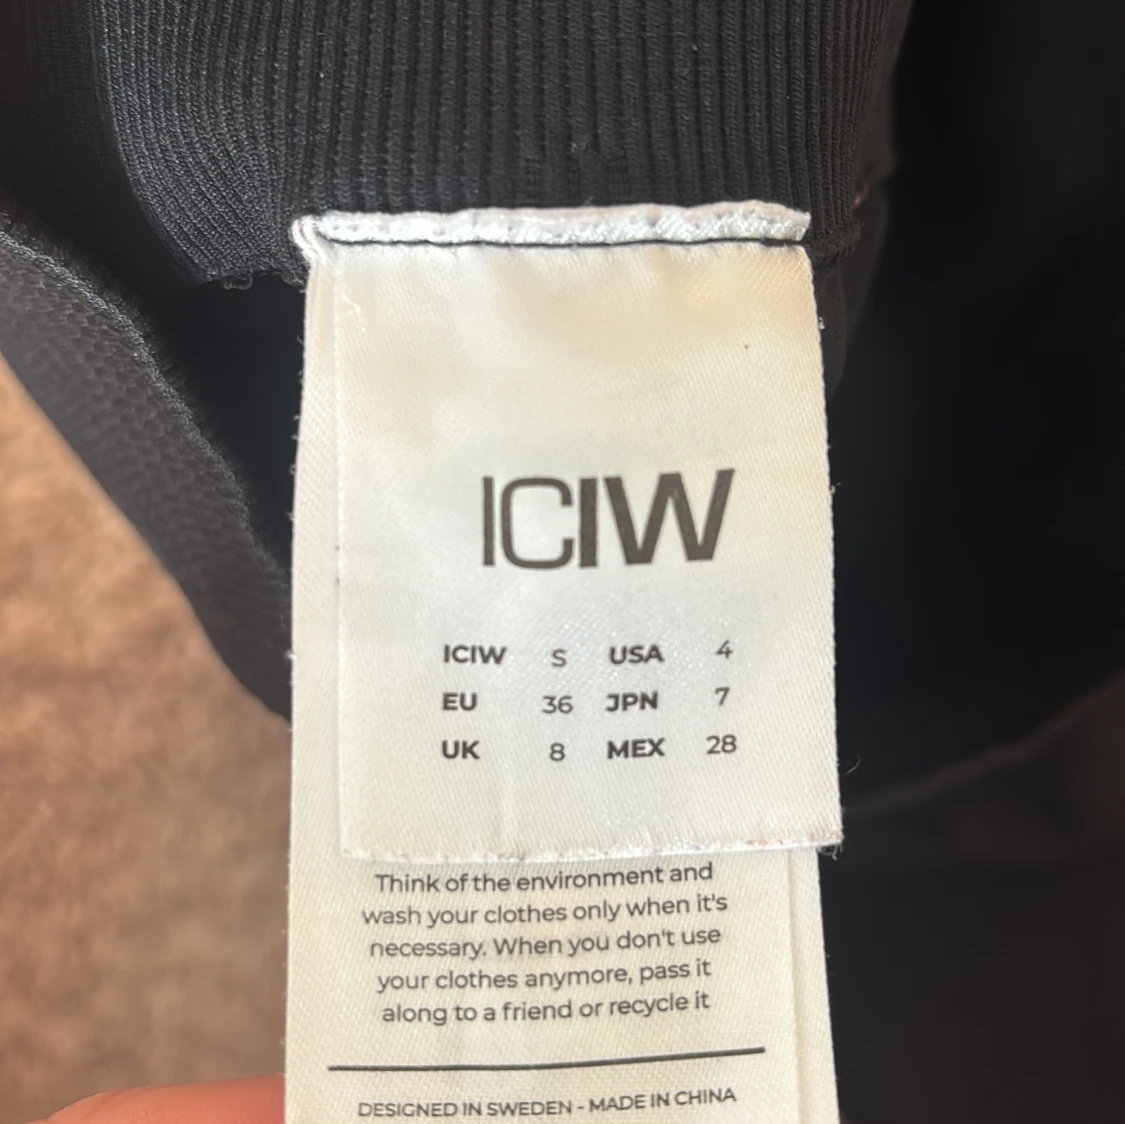 ICIW
ICIW S USA 4
EU 36 JPN 7
UK 8 MEX 28
Think of the environment and
wash your clothes only when it's
necessary. When you don't use
your clothes anymore, pass it
along to a friend or recycle it
DESIGNED IN SWEDEN - MADE IN CHINA